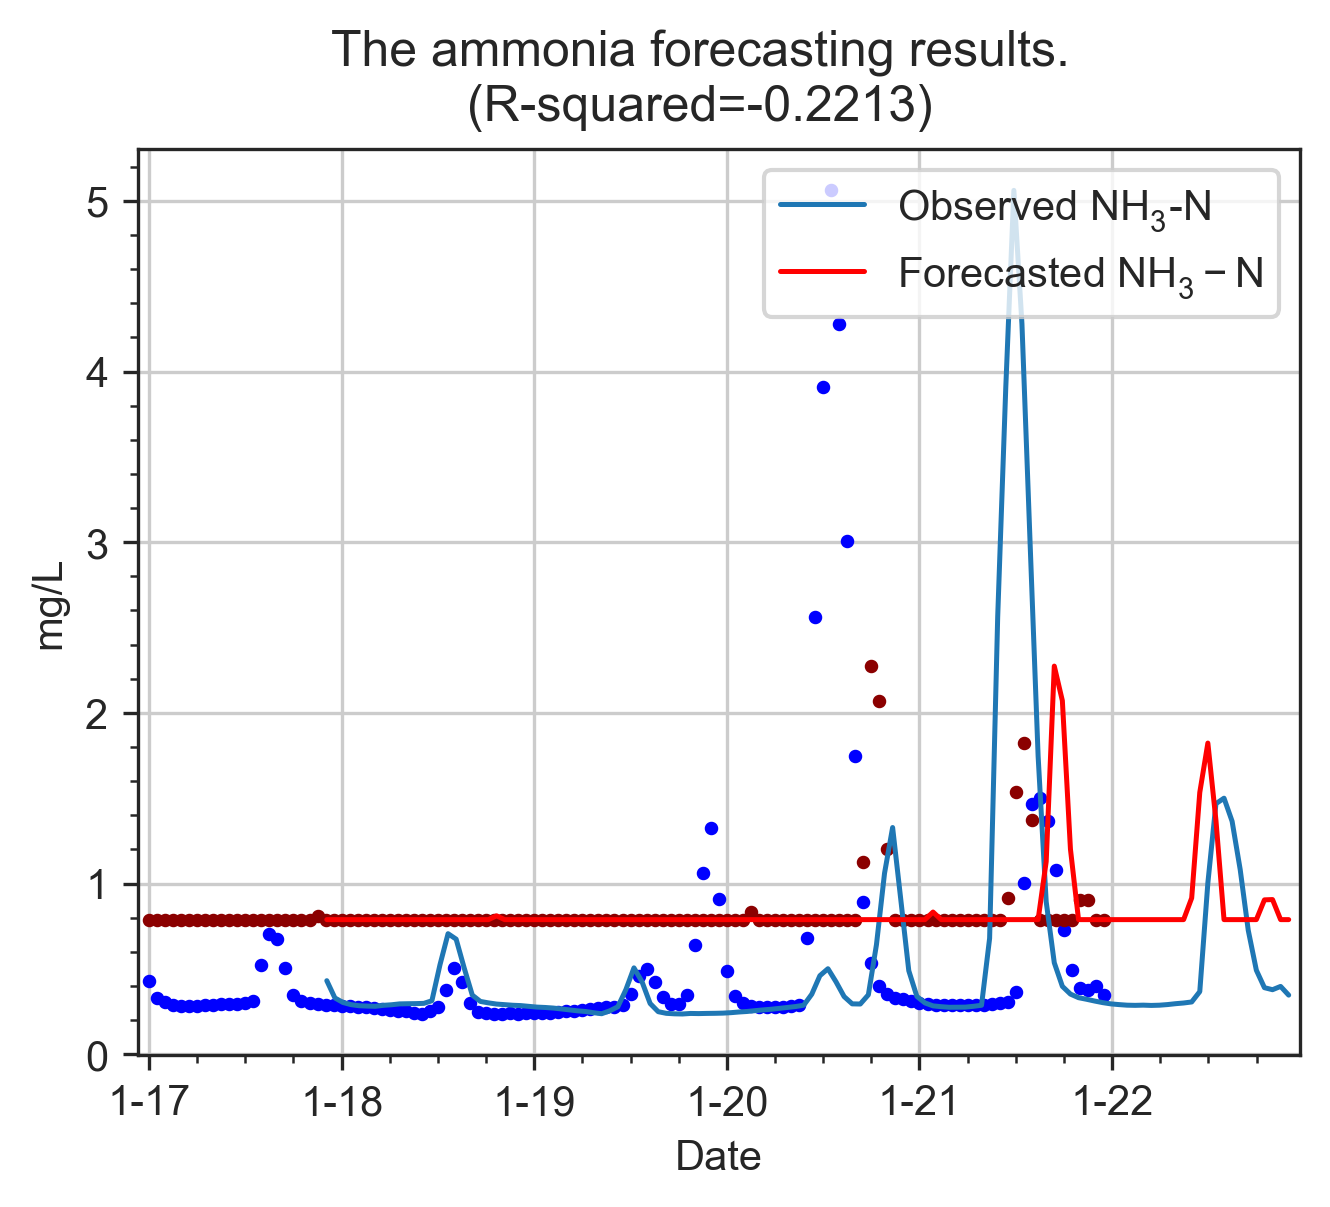 The ammonia forecasting results.
(R-squared=-0.2213)
Observed NH₃-N
Forecasted NH₃ − N
mg/L
5
4
3
2
1
0
1-17 1-18 1-19 1-20 1-21 1-22
Date